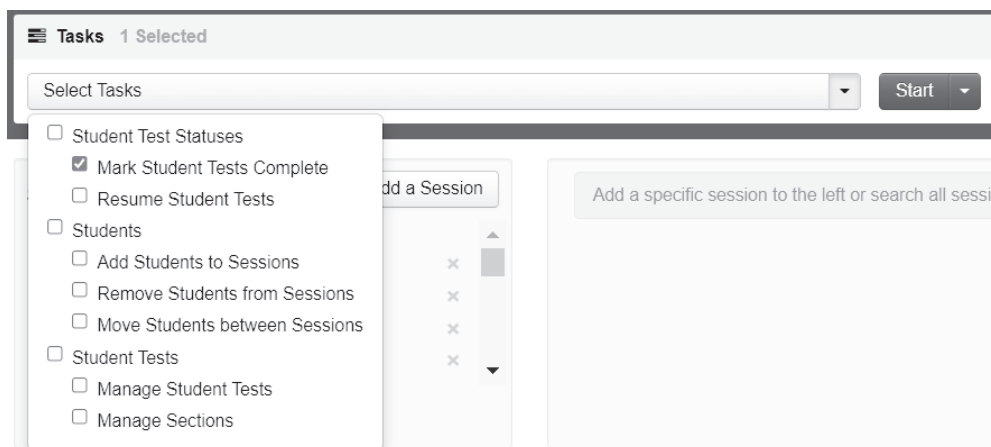 Tasks 1 Selected
Select Tasks
Start
Student Test Statuses
Mark Student Tests Complete
Resume Student Tests
Students
Add Students to Sessions
Remove Students from Sessions
Move Students between Sessions
Student Tests
Manage Student Tests
Manage Sections
dd a Session
Add a specific session to the left or search all sessi